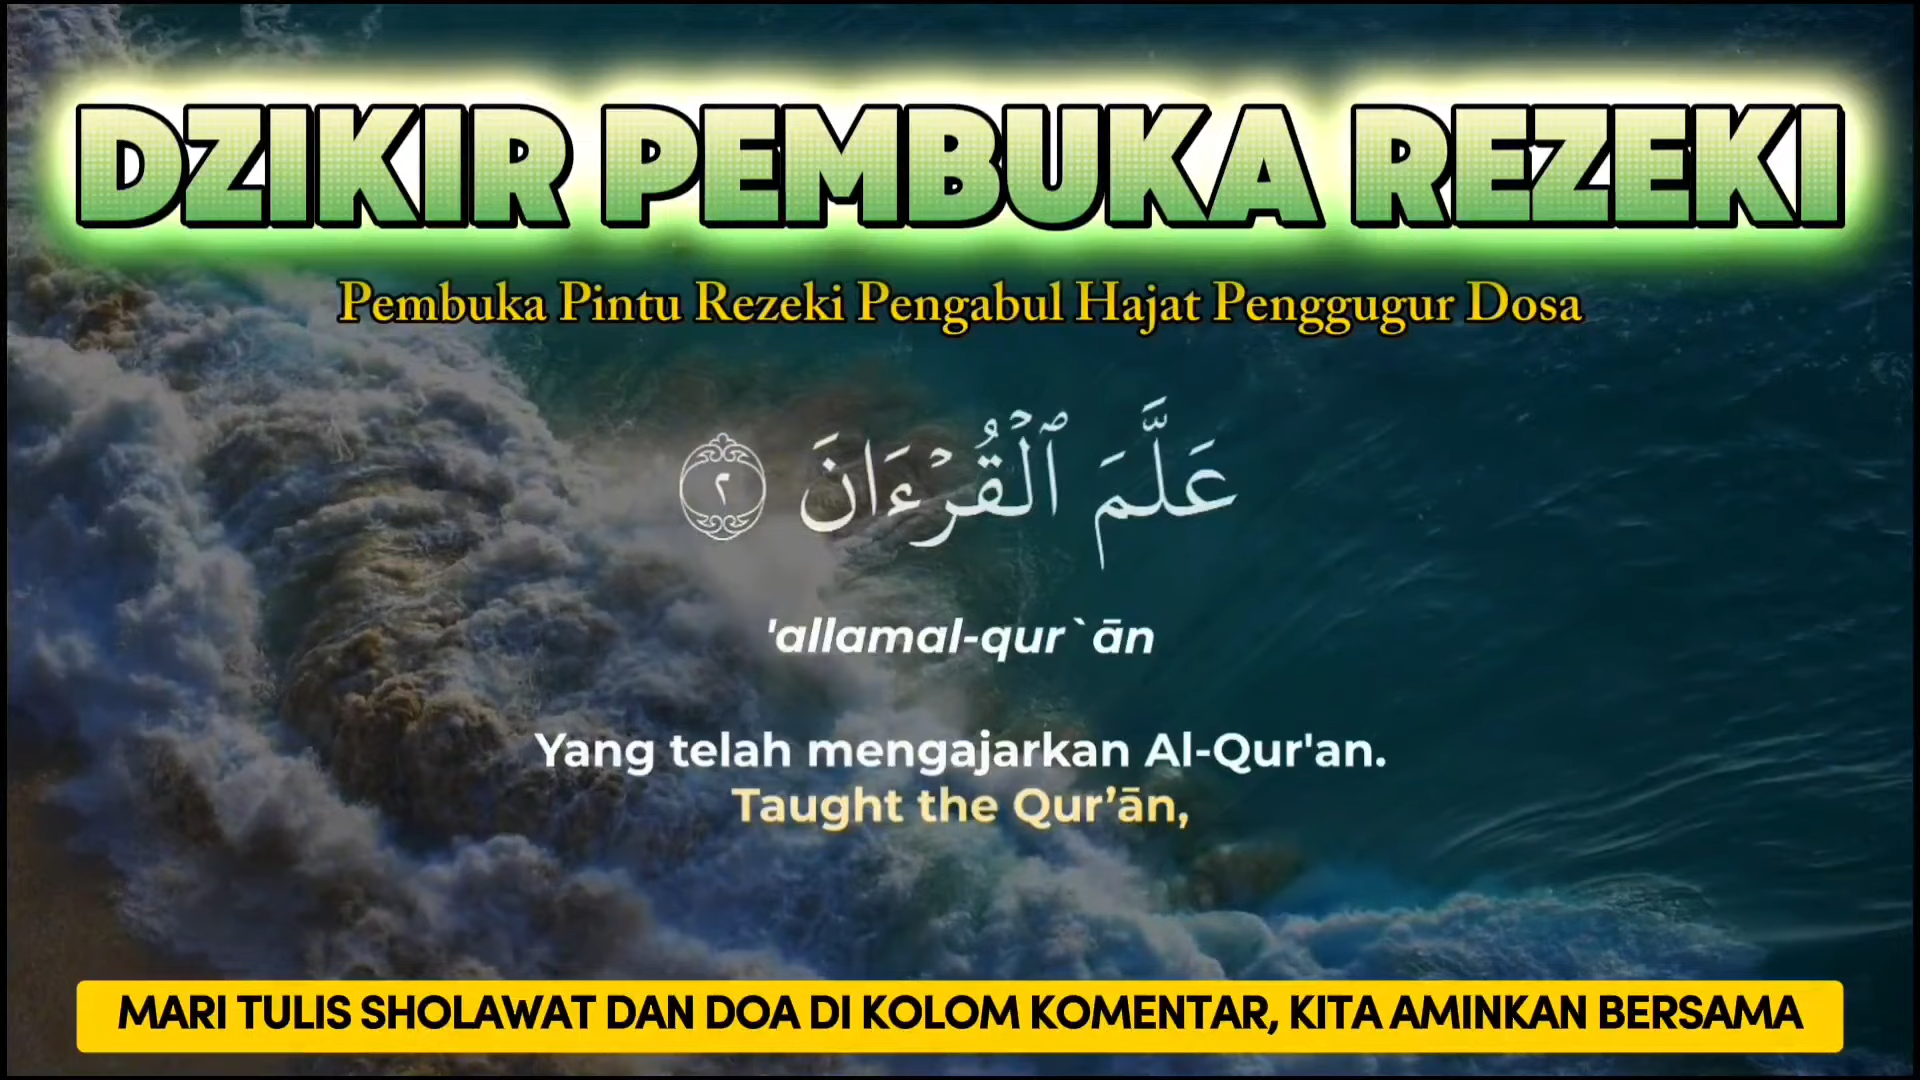 DZIKIR PEMBUKA REZEKI
Pembuka Pintu Rezeki Pengabul Hajat Penggugur Dosa
عَلَّمَ ٱلْقُرْءَانَ ٢
'allamal-qur`ān
Yang telah mengajarkan Al-Qur'an.
Taught the Qur’ān,
MARI TULIS SHOLAWAT DAN DOA DI KOLOM KOMENTAR, KITA AMINKAN BERSAMA